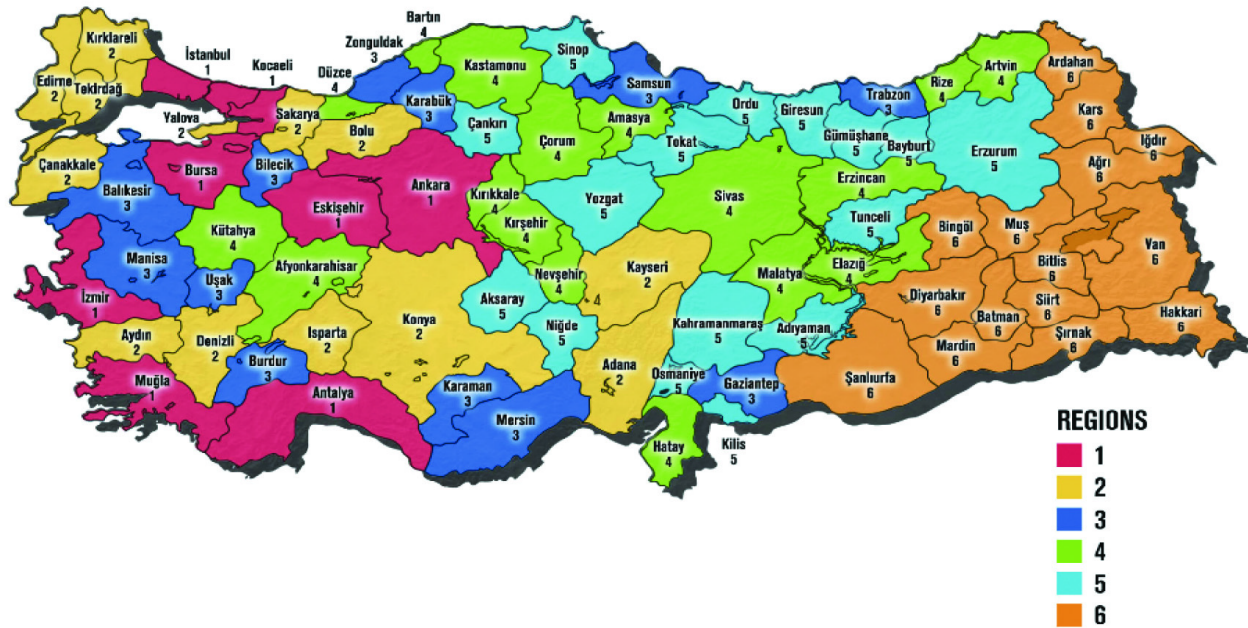 Bartın
4
Kırklareli
2
Zonguldak
3
İstanbul
1
Kocaeli
1
Düzce
4
Sinop
5
Kastamonu
4
Edirne
2
Tekirdağ
2
Samsun
3
Artvin
4
Rize
4
Ardahan
6
Trabzon
3
Karabük
3
Sakarya
2
Yalova
2
Bolu
2
Çankırı
5
Ordu
5
Giresun
5
Amasya
4
Kars
6
Çorum
4
Tokat
5
Gümüşhane
5
Bayburt
5
Erzurum
5
Iğdır
6
Çanakkale
2
Bursa
1
Bilecik
3
Ankara
1
Ağrı
6
Balıkesir
3
Eskişehir
1
Kırıkkale
4
Yozgat
5
Sivas
4
Erzincan
4
Kütahya
4
Kırşehir
4
Tunceli
5
Bingöl
6
Muş
6
Van
6
Manisa
3
Uşak
3
Afyonkarahisar
4
Nevşehir
4
Kayseri
2
Malatya
4
Elazığ
4
Bitlis
6
İzmir
1
Aksaray
5
4
Diyarbakır
6
Siirt
6
Batman
6
Hakkari
6
Aydın
2
Denizli
2
Isparta
2
Konya
2
Niğde
5
Kahramanmaraş
5
Adıyaman
5
Mardin
6
Şırnak
6
Muğla
1
Burdur
3
Adana
2
Osmaniye
5
Gaziantep
3
Şanlıurfa
6
Antalya
1
Karaman
3
Mersin
3
Hatay
4
Kilis
5
REGIONS
1
2
3
4
5
6